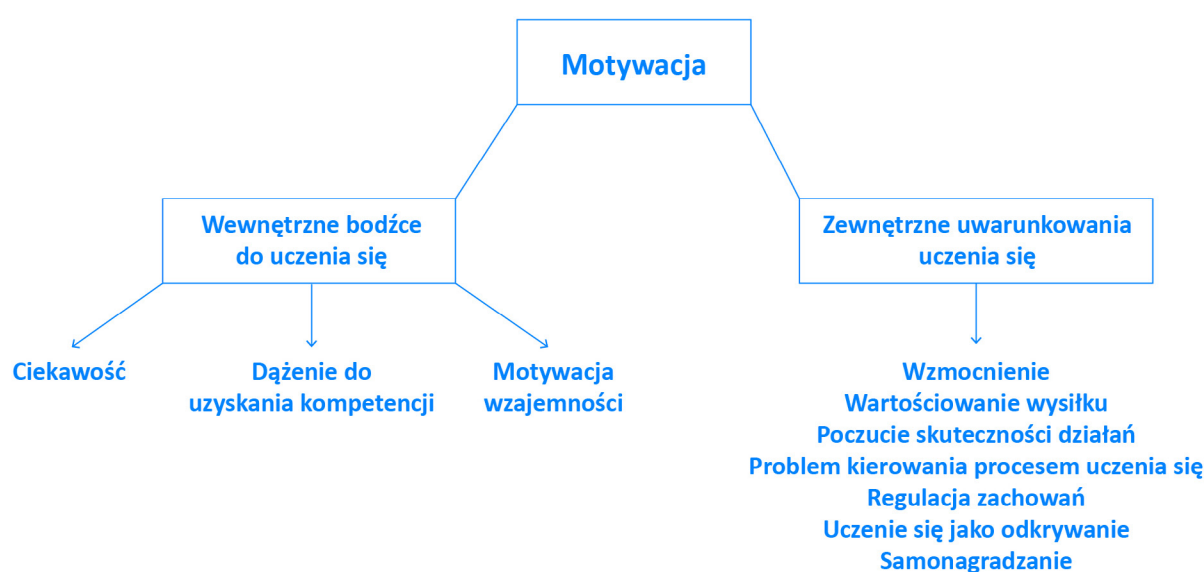 Motywacja
Wewnętrzne bodźce
do uczenia się
Zewnętrzne uwarunkowania
uczenia się
Ciekawość
Dążenie do
uzyskania kompetencji
Motywacja
wzajemności
Wzmocnienie
Wartościowanie wysiłku
Poczucie skuteczności działań
Problem kierowania procesem uczenia się
Regulacja zachowań
Uczenie się jako odkrywanie
Samonagradzanie